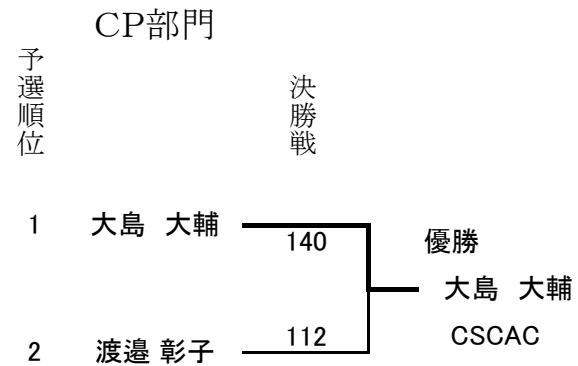 CP部門
予選順位
決勝戦
1 大島 大輔
140
優勝
大島 大輔
CSCAC
112
2 渡邉 彰子